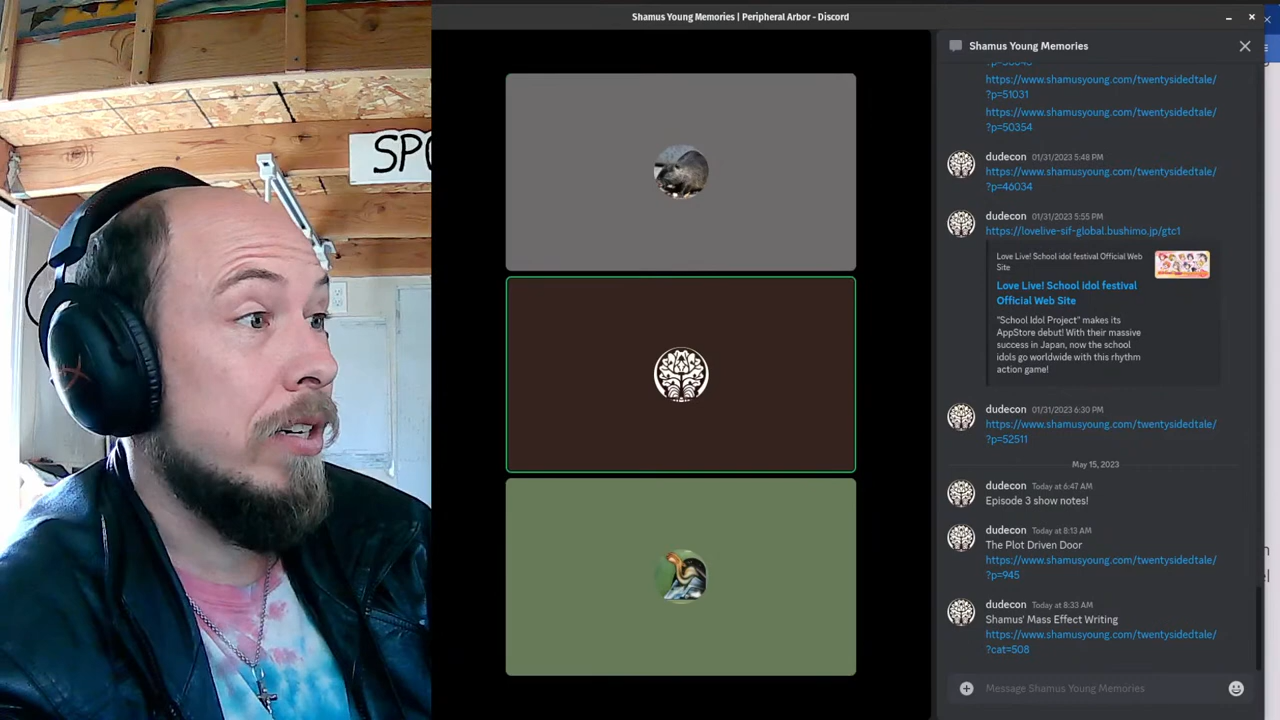 Shamus Young Memories | Peripheral Arbor - Discord
SPO
Shamus Young Memories
https://www.shamusyoung.com/twentysidedtale/
?p=51031
https://www.shamusyoung.com/twentysidedtale/
?p=50354
dudecon 01/31/2023 5:48 PM
https://www.shamusyoung.com/twentysidedtale/
?p=46034
dudecon 01/31/2023 5:55 PM
https://lovelive-sif-global.bushimo.jp/gtc1
Love Live! School idol festival Official Web
Site
Love Live! School idol festival
Official Web Site
"School Idol Project" makes its
AppStore debut! With their massive
success in Japan, now the school
idols go worldwide with this rhythm
action game!
dudecon 01/31/2023 6:30 PM
https://www.shamusyoung.com/twentysidedtale/
?p=52511
May 15, 2023
dudecon Today at 6:47 AM
Episode 3 show notes!
dudecon Today at 8:13 AM
The Plot Driven Door
https://www.shamusyoung.com/twentysidedtale/
?p=945
dudecon Today at 8:33 AM
Shamus' Mass Effect Writing
https://www.shamusyoung.com/twentysidedtale/
?cat=508
Message Shamus Young Memories